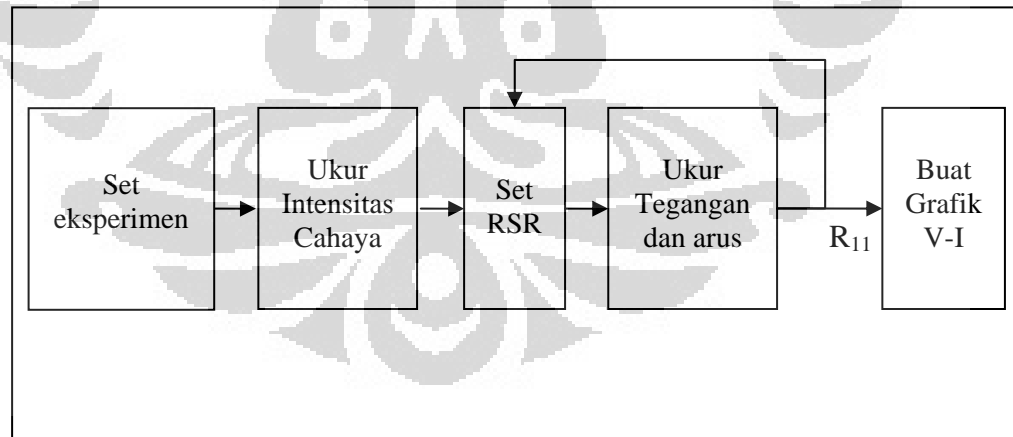 Set
eksperimen
Ukur
Intensitas
Cahaya
Set
RSR
Ukur
Tegangan
dan arus
R₁₁
Buat
Grafik
V-I